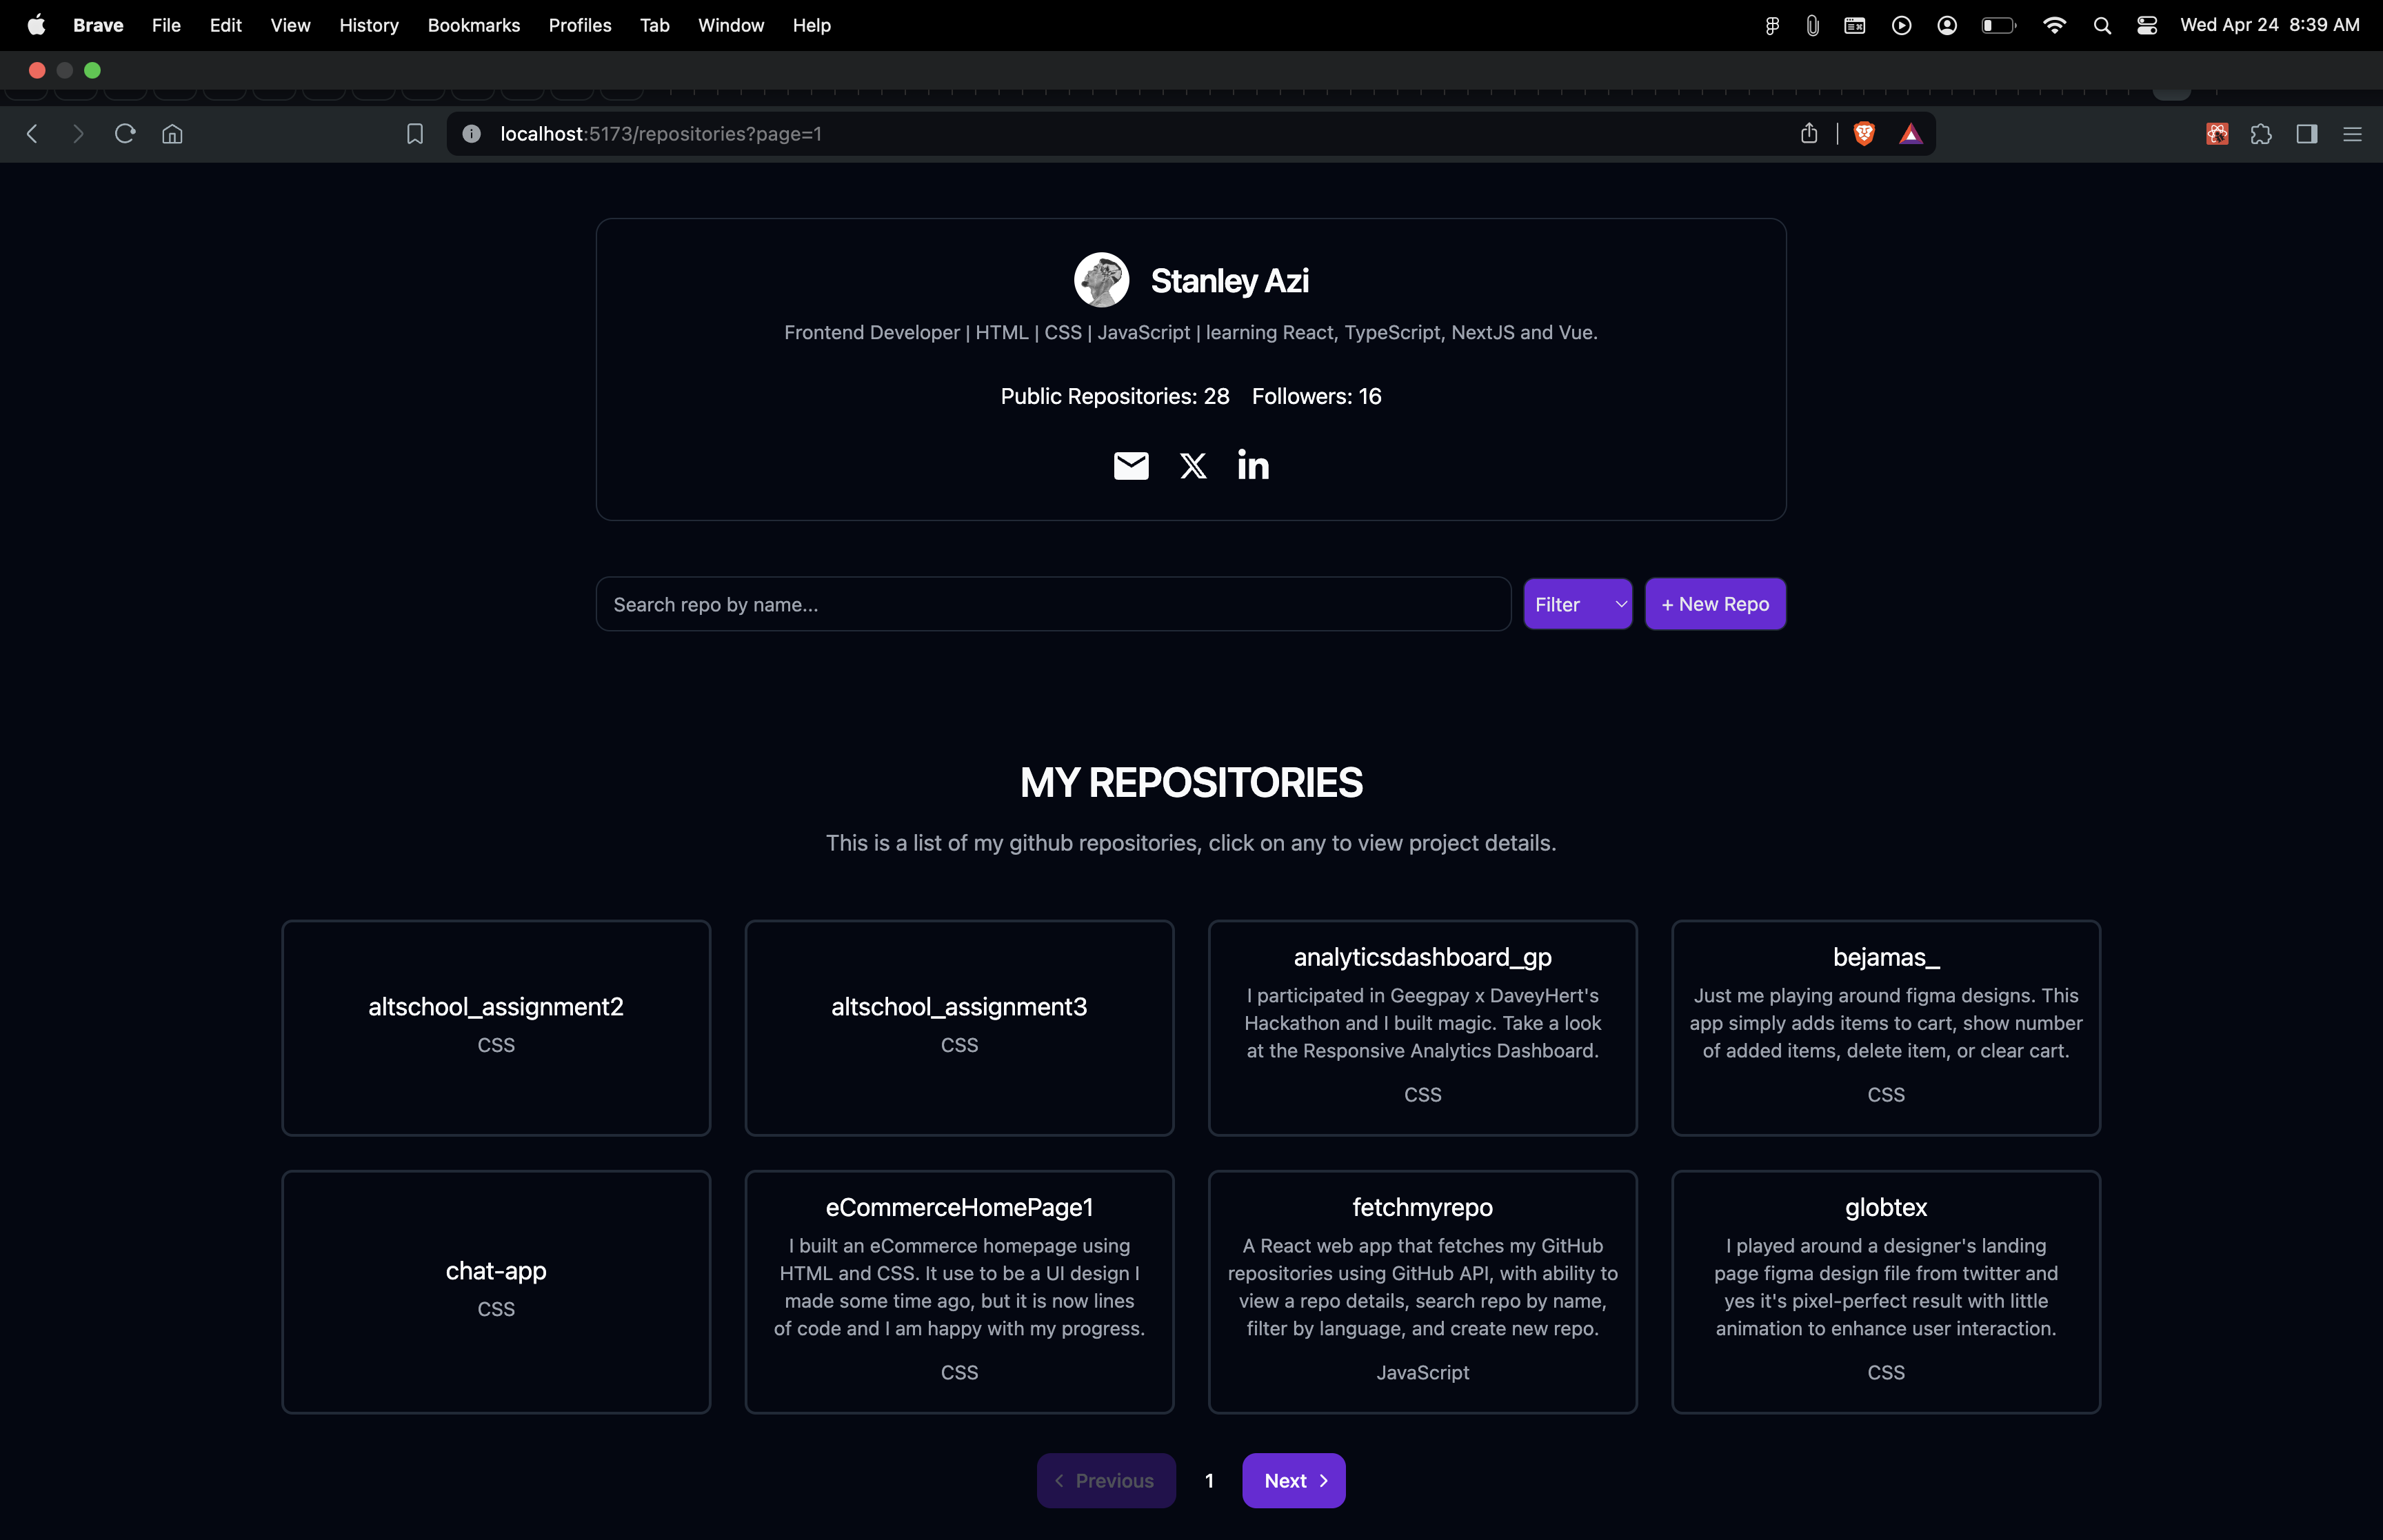 Brave File Edit View History Bookmarks Profiles Tab Window Help Wed Apr 24 8:39 AM
localhost:5173/repositories?page=1
Stanley Azi
Frontend Developer | HTML | CSS | JavaScript | learning React, TypeScript, NextJS and Vue.
Public Repositories: 28 Followers: 16
Search repo by name... Filter + New Repo
MY REPOSITORIES
This is a list of my github repositories, click on any to view project details.
altschool_assignment2
CSS
altschool_assignment3
CSS
analyticsdashboard_gp
I participated in Geegpay x DaveyHert's
Hackathon and I built magic. Take a look
at the Responsive Analytics Dashboard.
CSS
bejamas_
Just me playing around figma designs. This
app simply adds items to cart, show number
of added items, delete item, or clear cart.
CSS
chat-app
CSS
eCommerceHomePage1
I built an eCommerce homepage using
HTML and CSS. It use to be a UI design I
made some time ago, but it is now lines
of code and I am happy with my progress.
CSS
fetchmyrepo
A React web app that fetches my GitHub
repositories using GitHub API, with ability to
view a repo details, search repo by name,
filter by language, and create new repo.
JavaScript
globtex
I played around a designer's landing
page figma design file from twitter and
yes it's pixel-perfect result with little
animation to enhance user interaction.
CSS
Previous 1 Next